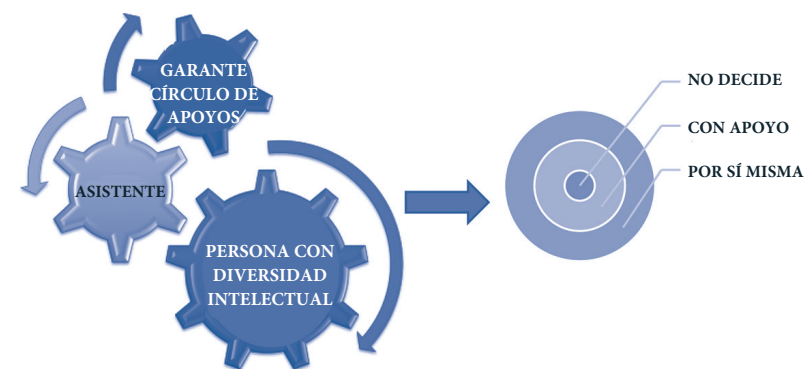 GARANTE
CÍRCULO DE
APOYOS
ASISTENTE
PERSONA CON
DIVERSIDAD
INTELECTUAL
NO DECIDE
CON APOYO
POR SÍ MISMA